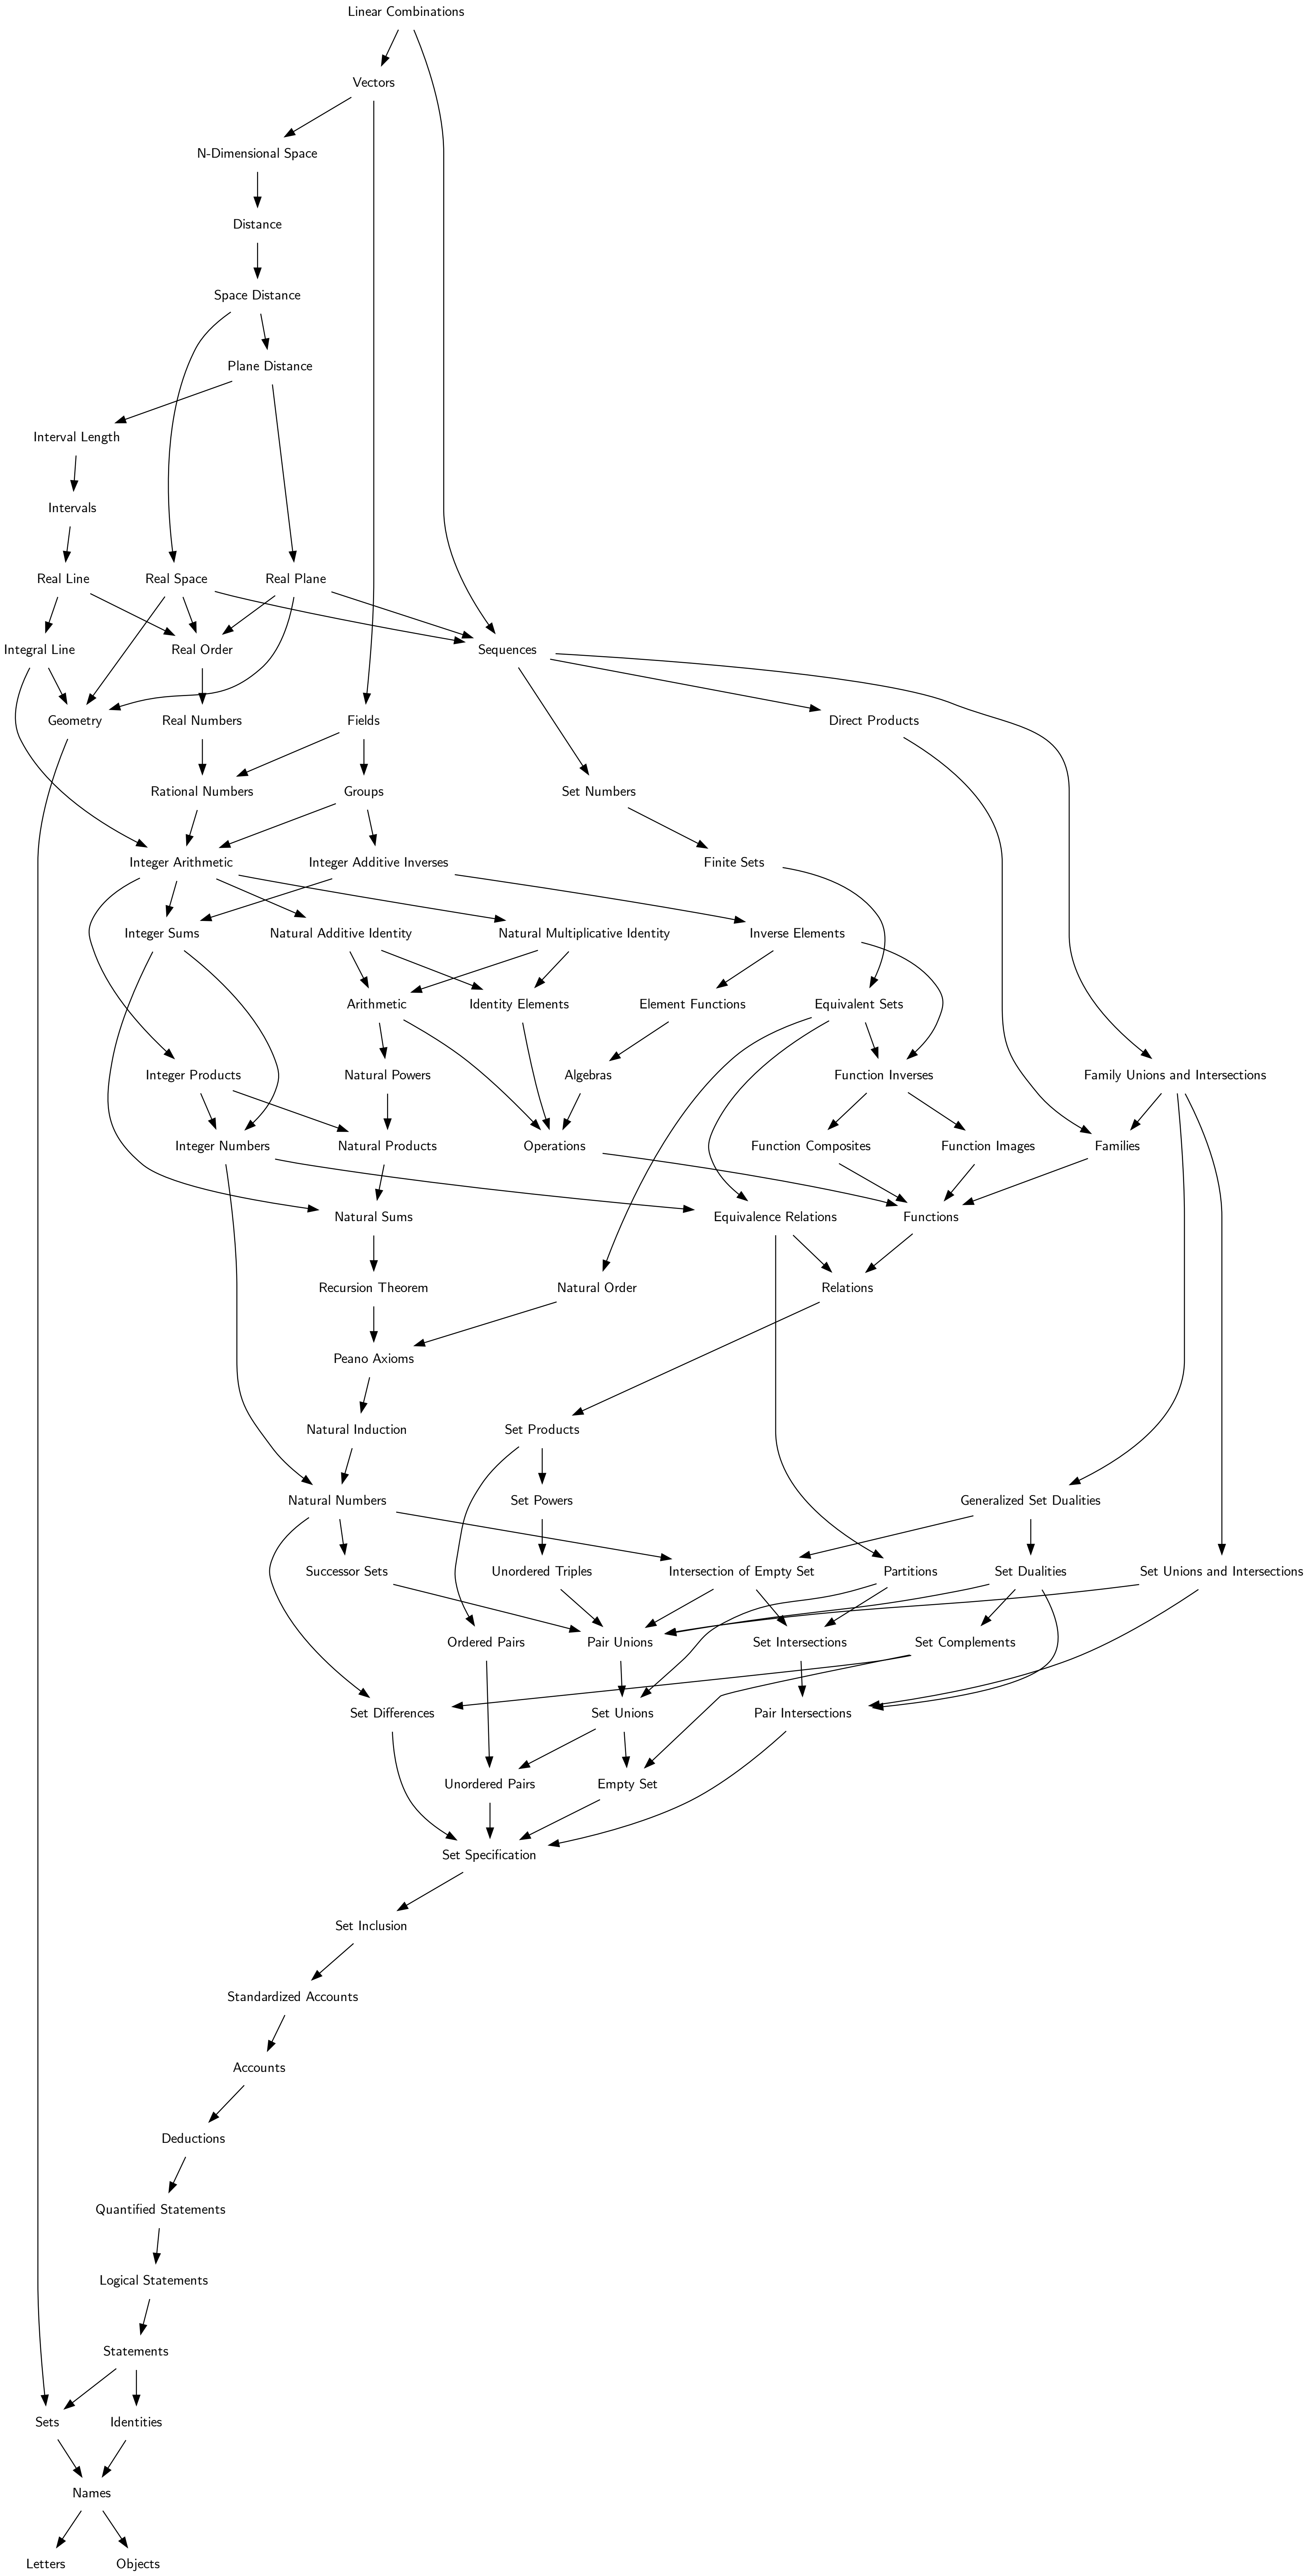 Linear Combinations
Vectors
N-Dimensional Space
Distance
Space Distance
Plane Distance
Interval Length
Intervals
Real Line
Real Space
Real Plane
Integral Line
Real Order
Sequences
Geometry
Real Numbers
Fields
Direct Products
Rational Numbers
Groups
Set Numbers
Integer Arithmetic
Integer Additive Inverses
Finite Sets
Integer Sums
Natural Additive Identity
Natural Multiplicative Identity
Inverse Elements
Arithmetic
Identity Elements
Element Functions
Equivalent Sets
Integer Products
Natural Powers
Algebras
Function Inverses
Family Unions and Intersections
Integer Numbers
Natural Products
Operations
Function Composites
Function Images
Families
Natural Sums
Equivalence Relations
Functions
Recursion Theorem
Natural Order
Relations
Peano Axioms
Natural Induction
Set Products
Natural Numbers
Set Powers
Generalized Set Dualities
Successor Sets
Unordered Triples
Intersection of Empty Set
Partitions
Set Dualities
Set Unions and Intersections
Ordered Pairs
Pair Unions
Set Intersections
Set Complements
Set Differences
Set Unions
Pair Intersections
Unordered Pairs
Empty Set
Set Specification
Set Inclusion
Standardized Accounts
Accounts
Deductions
Quantified Statements
Logical Statements
Statements
Sets
Identities
Names
Letters
Objects